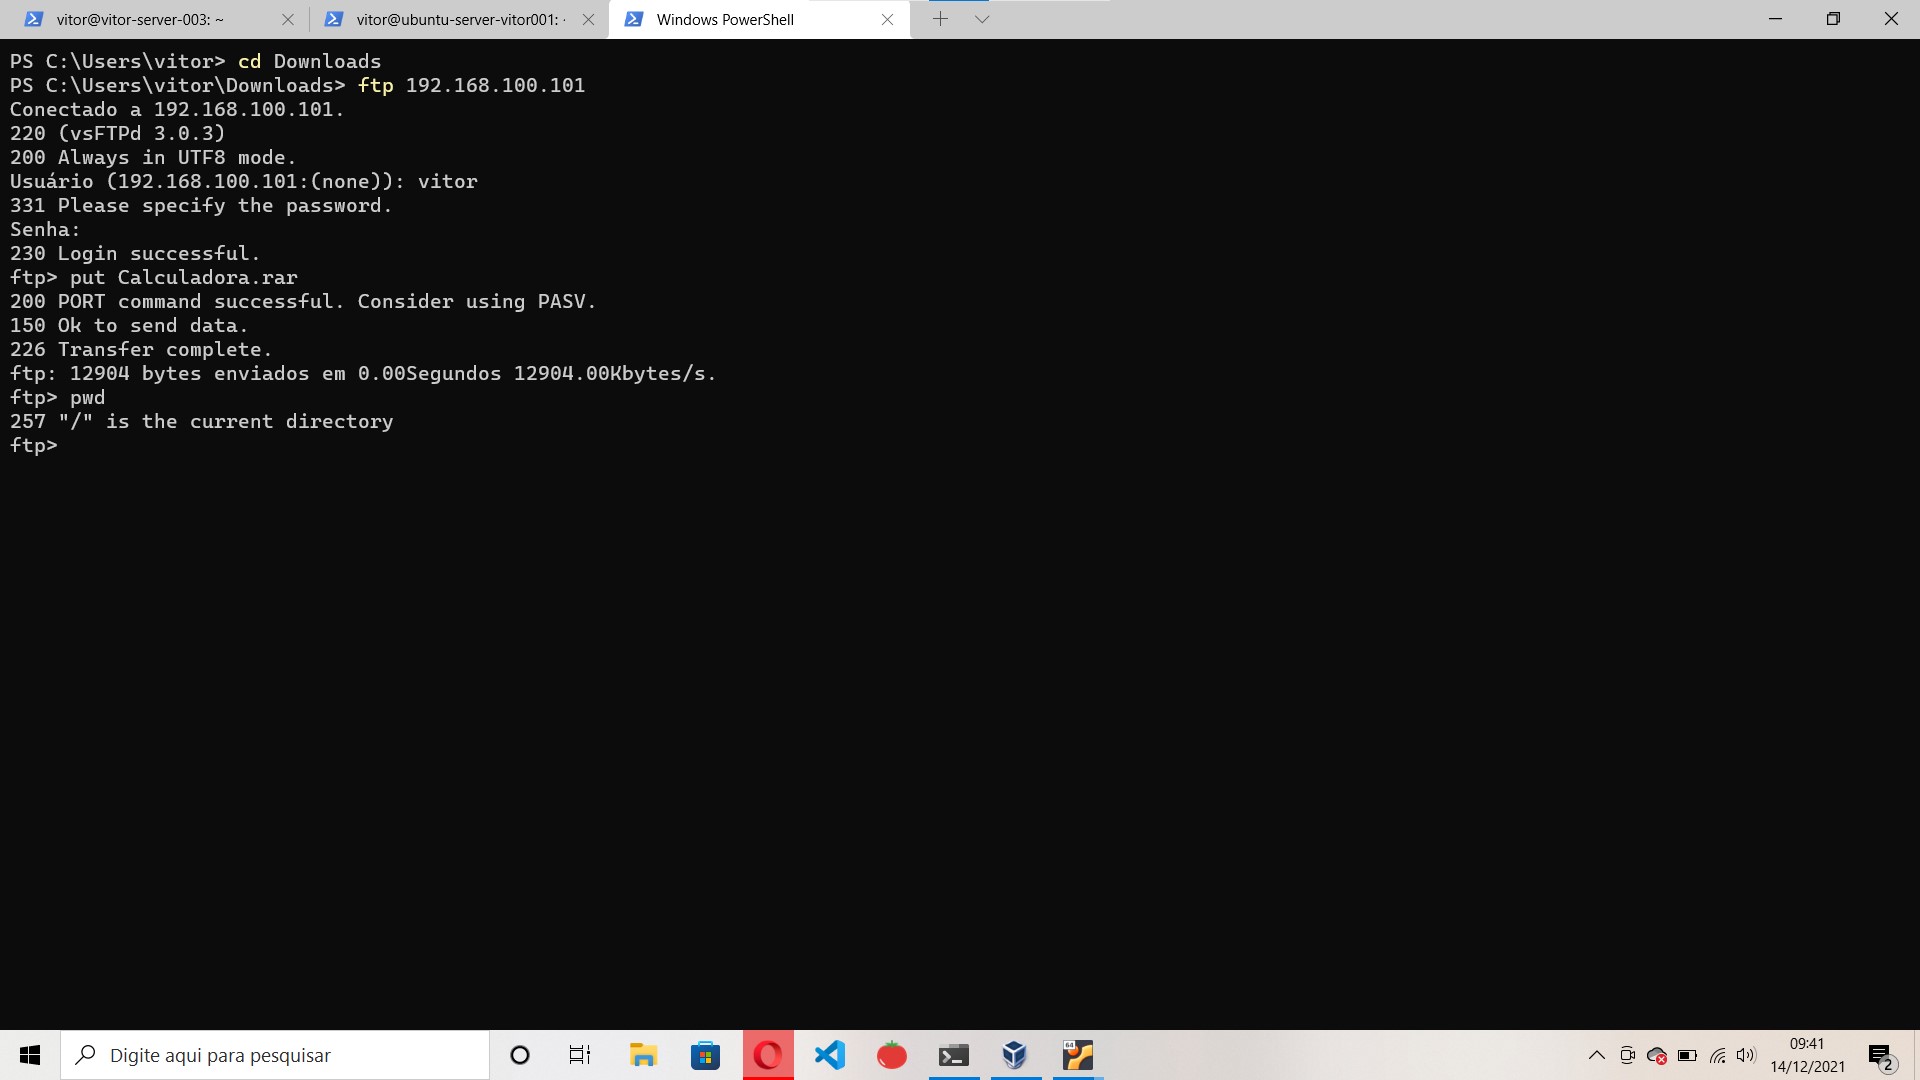 vitor@vitor-server-003: ~
vitor@ubuntu-server-vitor001:
Windows PowerShell
PS C:\Users\vitor> cd Downloads
PS C:\Users\vitor\Downloads> ftp 192.168.100.101
Conectado a 192.168.100.101.
220 (vsFTPd 3.0.3)
200 Always in UTF8 mode.
Usuário (192.168.100.101:(none)): vitor
331 Please specify the password.
Senha:
230 Login successful.
ftp> put Calculadora.rar
200 PORT command successful. Consider using PASV.
150 Ok to send data.
226 Transfer complete.
ftp: 12904 bytes enviados em 0.00Segundos 12904.00Kbytes/s.
ftp> pwd
257 "/" is the current directory
ftp>
Digite aqui para pesquisar
64
09:41
14/12/2021
2